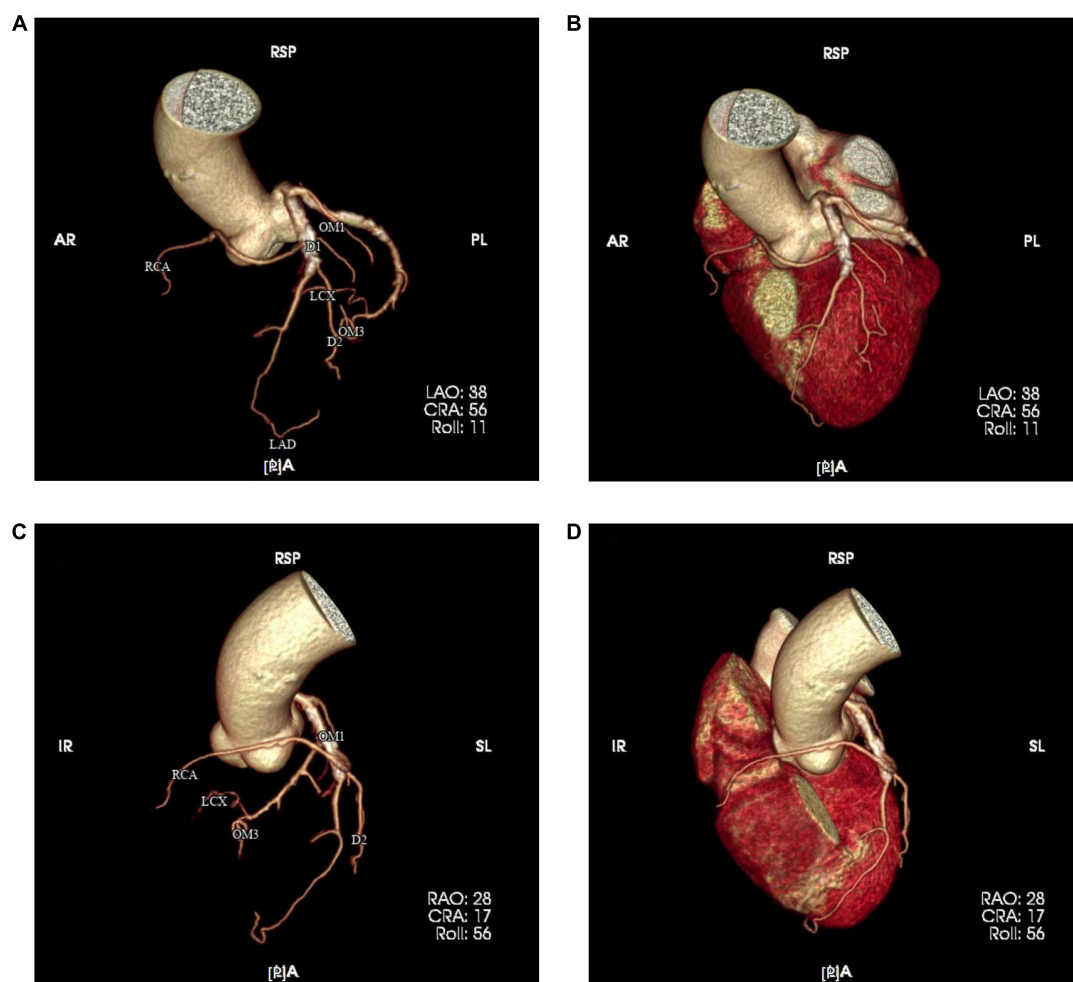 A
RSP
AR
PL
RCA
OM1
D1
LCX
OM3
D2
LAD
LAO: 38
CRA: 56
Roll: 11
B
RSP
AR
PL
LAO: 38
CRA: 56
Roll: 11
C
RSP
IR
SL
OM1
RCA
LCX
OM3
D2
RAO: 28
CRA: 17
Roll: 56
D
RSP
IR
SL
RAO: 28
CRA: 17
Roll: 56